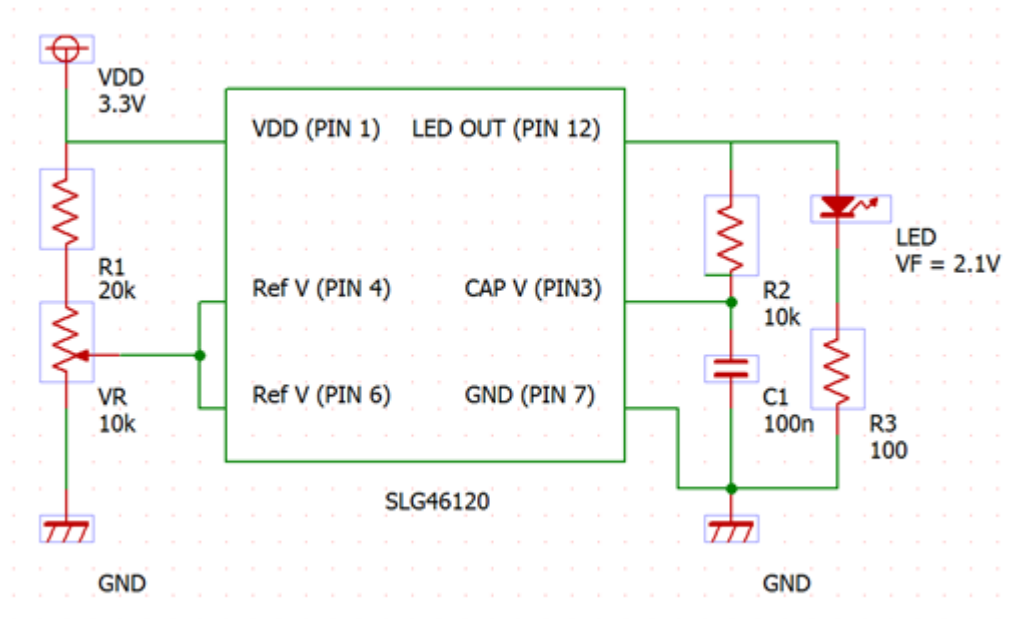 VDD
3.3V
VDD (PIN 1)
LED OUT (PIN 12)
R1
20k
Ref V (PIN 4)
CAP V (PIN3)
R2
10k
LED
VF = 2.1V
VR
10k
Ref V (PIN 6)
GND (PIN 7)
C1
100n
R3
100
SLG46120
GND
GND